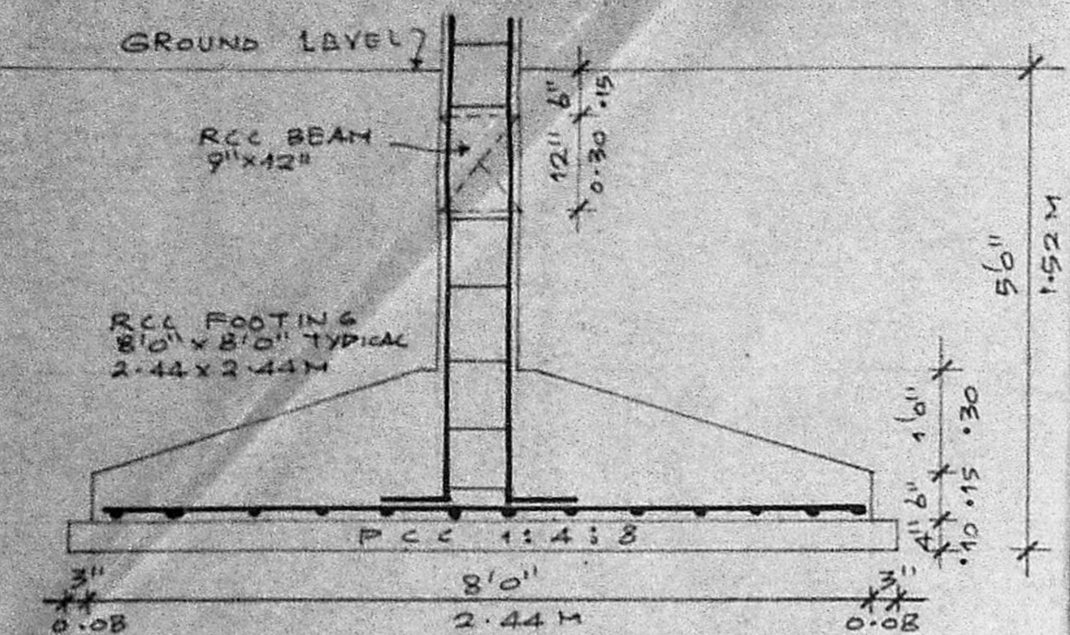 GROUND LAVEL
6"
.15
RCC BEAM
9"x12"
12"
0.30
5'6"
1.52 M
RCC FOOTING
8'0" x 8'0" TYPICAL
2.44 x 2.44 M
1'0"
.30
6"
.15
4"
.10
PCC 1:4:8
3"
8'0"
3"
0.08
2.44 M
0.08